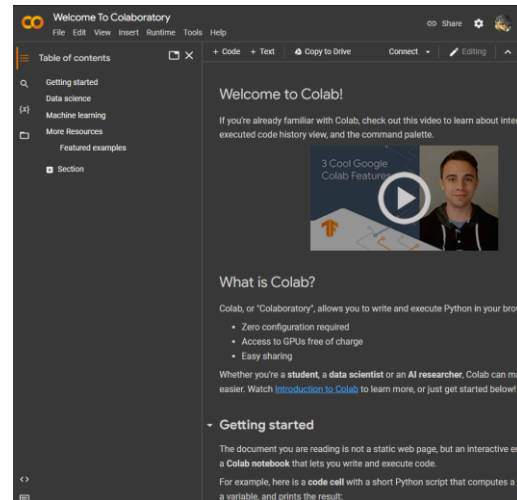 Welcome To Colaboratory
File Edit View Insert Runtime Tools Help
Share
Table of contents
Getting started
Data science
Machine learning
More Resources
Featured examples
Section
+ Code + Text Copy to Drive Connect Editing
Welcome to Colab!
If you're already familiar with Colab, check out this video to learn about
executed code history view, and the command palette.
3 Cool Google
Colab Features
What is Colab?
Colab, or "Colaboratory", allows you to write and execute Python in your
• Zero configuration required
• Access to GPUs free of charge
• Easy sharing
Whether you're a student, a data scientist or an AI researcher, Colab can
easier. Watch Introduction to Colab to learn more, or just get started below!
Getting started
The document you are reading is not a static web page, but an interactive
a Colab notebook that lets you write and execute code.
For example, here is a code cell with a short Python script that computes a
a variable, and prints the result: